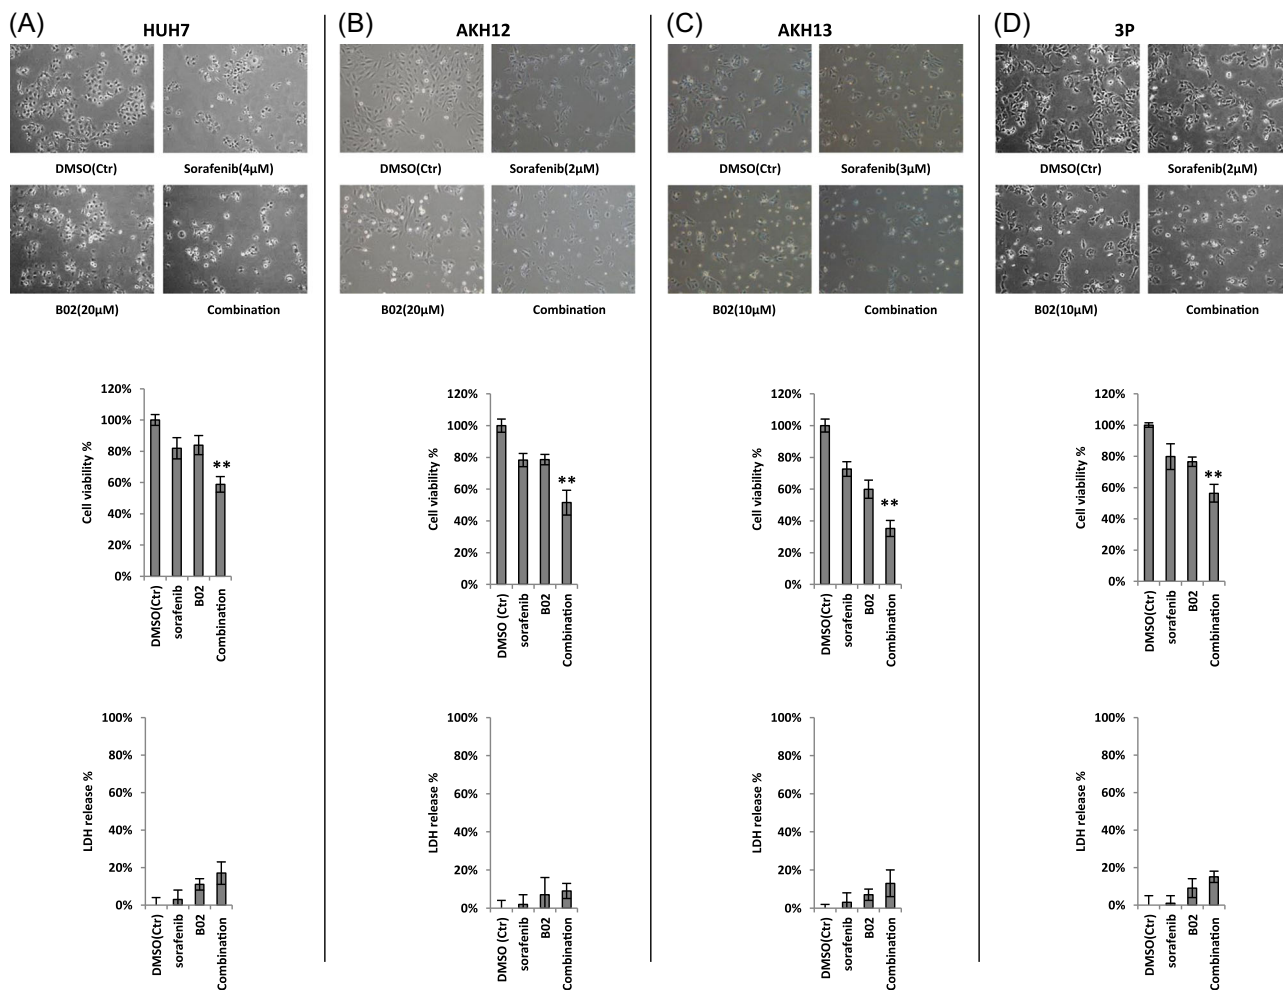 (A)
HUH7
DMSO(Ctr) Sorafenib(4μM)
B02(20μM) Combination
Cell viability %
120%
100%
80%
60%
40%
20%
0%
**
DMSO(Ctr)
sorafenib
B02
Combination
LDH release %
100%
80%
60%
40%
20%
0%
DMSO(Ctr)
sorafenib
B02
Combination
(B)
AKH12
DMSO(Ctr) Sorafenib(2μM)
B02(20μM) Combination
Cell viability %
120%
100%
80%
60%
40%
20%
0%
**
DMSO (Ctr)
sorafenib
B02
Combination
LDH release %
100%
80%
60%
40%
20%
0%
DMSO (Ctr)
sorafenib
B02
Combination
(C)
AKH13
DMSO(Ctr) Sorafenib(3μM)
B02(10μM) Combination
Cell viability %
120%
100%
80%
60%
40%
20%
0%
**
DMSO(Ctr)
sorafenib
B02
Combination
LDH release %
100%
80%
60%
40%
20%
0%
DMSO(Ctr)
sorafenib
B02
Combination
(D)
3P
DMSO(Ctr) Sorafenib(2μM)
B02(10μM) Combination
Cell viability %
120%
100%
80%
60%
40%
20%
0%
**
DMSO(Ctr)
sorafenib
B02
Combination
LDH release %
100%
80%
60%
40%
20%
0%
DMSO(Ctr)
sorafenib
B02
Combination